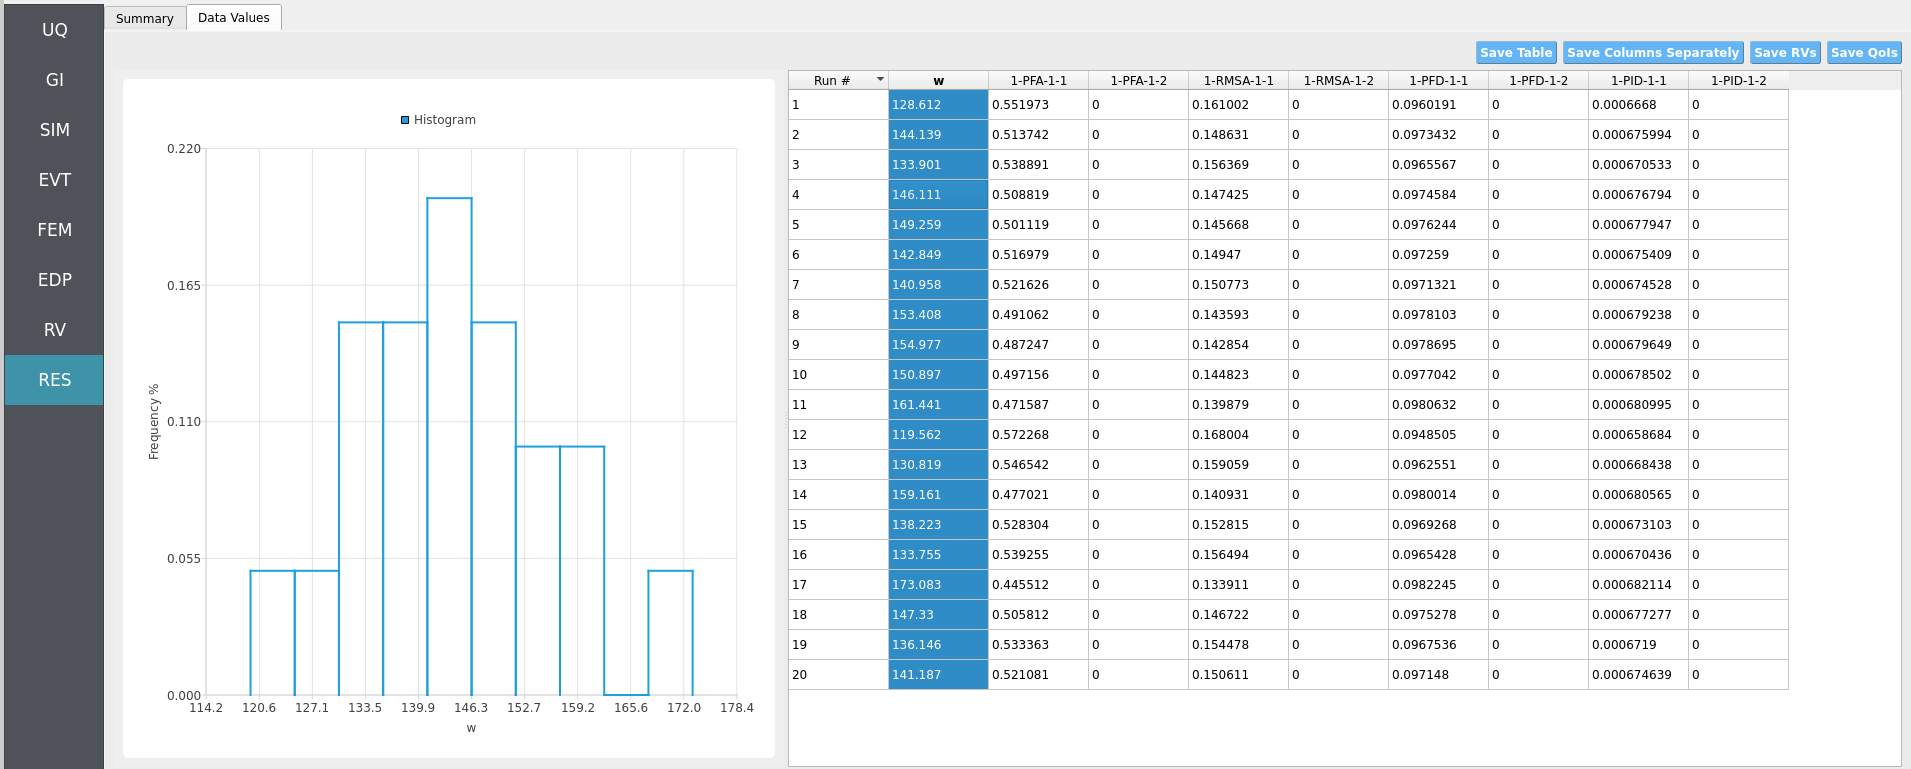 UQ
GI
SIM
EVT
FEM
EDP
RV
RES
Summary Data Values
Save Table Save Columns Separately Save RVs Save QoIs
Histogram
0.220
0.165
0.110
0.055
0.000
Frequency %
114.2 120.6 127.1 133.5 139.9 146.3 152.7 159.2 165.6 172.0 178.4
w
Run # w 1-PFA-1-1 1-PFA-1-2 1-RMSA-1-1 1-RMSA-1-2 1-PFD-1-1 1-PFD-1-2 1-PID-1-1 1-PID-1-2
1 128.612 0.551973 0 0.161002 0 0.0960191 0 0.0006668 0
2 144.139 0.513742 0 0.148631 0 0.0973432 0 0.000675994 0
3 133.901 0.538891 0 0.156369 0 0.0965567 0 0.000670533 0
4 146.111 0.508819 0 0.147425 0 0.0974584 0 0.000676794 0
5 149.259 0.501119 0 0.145668 0 0.0976244 0 0.000677947 0
6 142.849 0.516979 0 0.14947 0 0.097259 0 0.000675409 0
7 140.958 0.521626 0 0.150773 0 0.0971321 0 0.000674528 0
8 153.408 0.491062 0 0.143593 0 0.0978103 0 0.000679238 0
9 154.977 0.487247 0 0.142854 0 0.0978695 0 0.000679649 0
10 150.897 0.497156 0 0.144823 0 0.0977042 0 0.000678502 0
11 161.441 0.471587 0 0.139879 0 0.0980632 0 0.000680995 0
12 119.562 0.572268 0 0.168004 0 0.0948505 0 0.000658684 0
13 130.819 0.546542 0 0.159059 0 0.0962551 0 0.000668438 0
14 159.161 0.477021 0 0.140931 0 0.0980014 0 0.000680565 0
15 138.223 0.528304 0 0.152815 0 0.0969268 0 0.000673103 0
16 133.755 0.539255 0 0.156494 0 0.0965428 0 0.000670436 0
17 173.083 0.445512 0 0.133911 0 0.0982245 0 0.000682114 0
18 147.33 0.505812 0 0.146722 0 0.0975278 0 0.000677277 0
19 136.146 0.533363 0 0.154478 0 0.0967536 0 0.0006719 0
20 141.187 0.521081 0 0.150611 0 0.097148 0 0.000674639 0